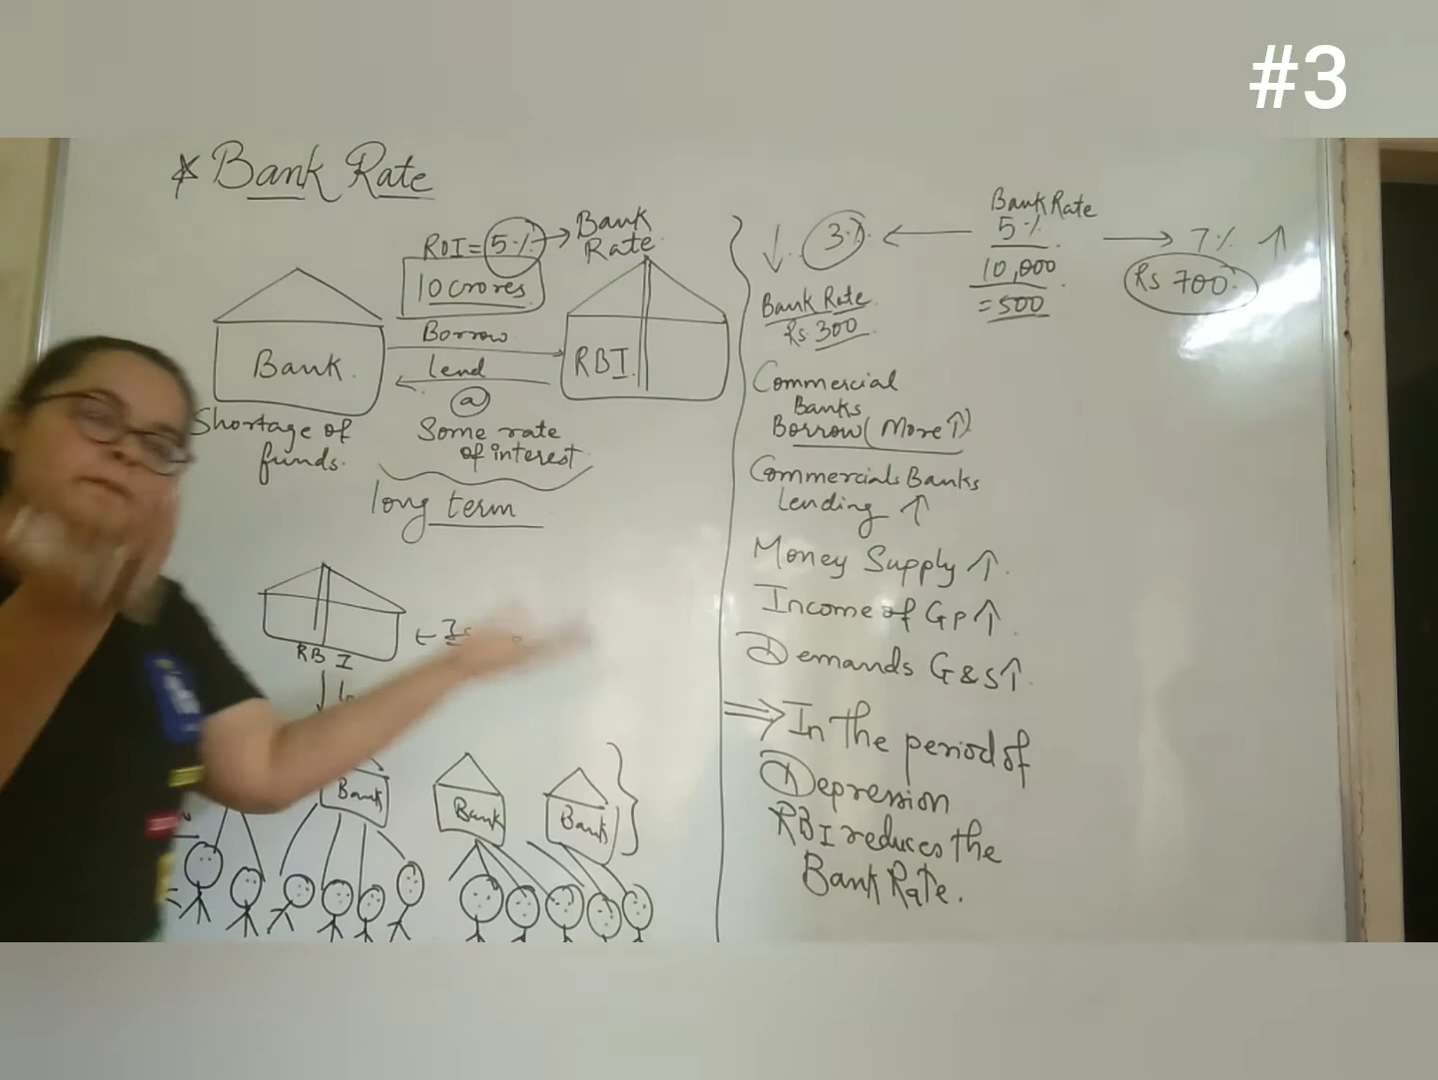 #3
* Bank Rate
ROI = 5% → Bank
Rate
10 crores
Borrow
lend
@
Some rate
of interest
long term
Bank
RBI
Shortage of
funds.
RBI
Bank
Bank
Bank
Bank Rate
5%
10,000
= 500
3%
7% ↑
Rs 700
Bank Rate
Rs 300
Commercial
Banks
Borrow (More ↑)
Commercials Banks
Lending ↑
Money Supply ↑
Income of GP ↑
Demands G & S ↑
⇒ In the period of
Depression
RBI reduces the
Bank Rate.